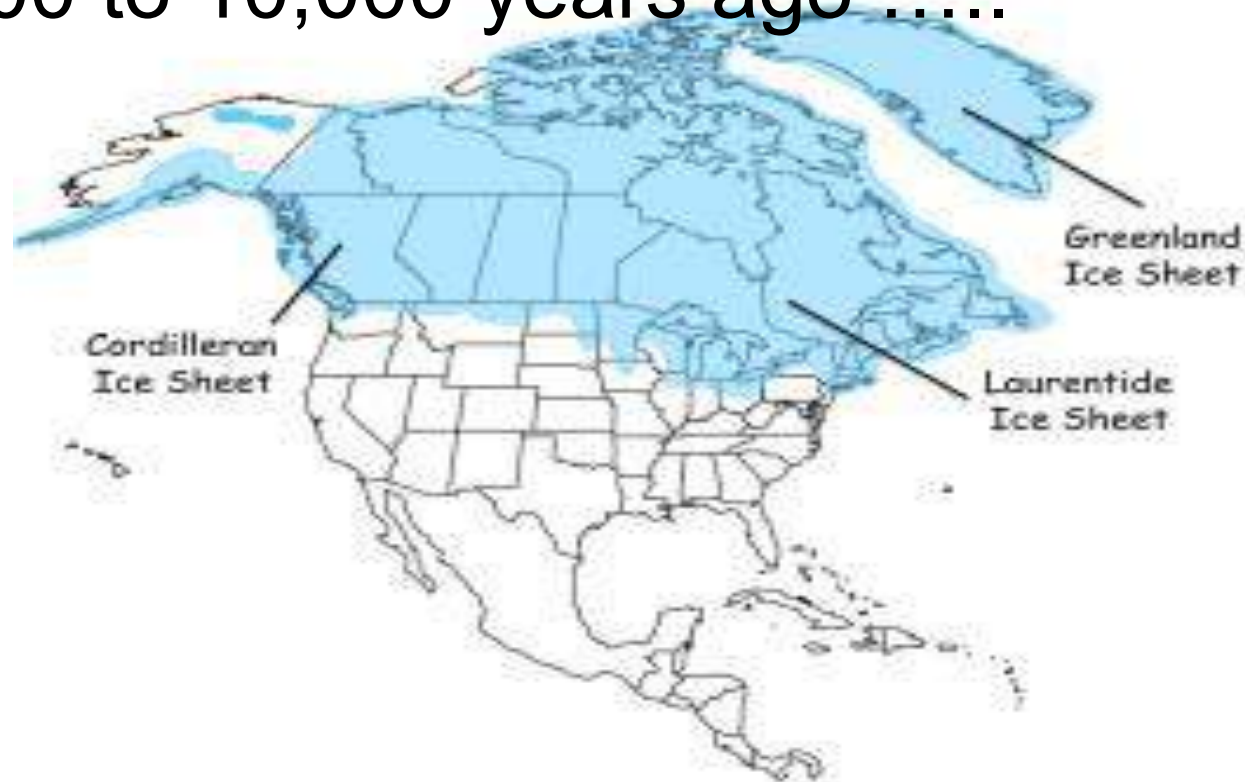 00 to 10,000 years ago .....
Greenland
Ice Sheet
Cordilleran
Ice Sheet
Laurentide
Ice Sheet